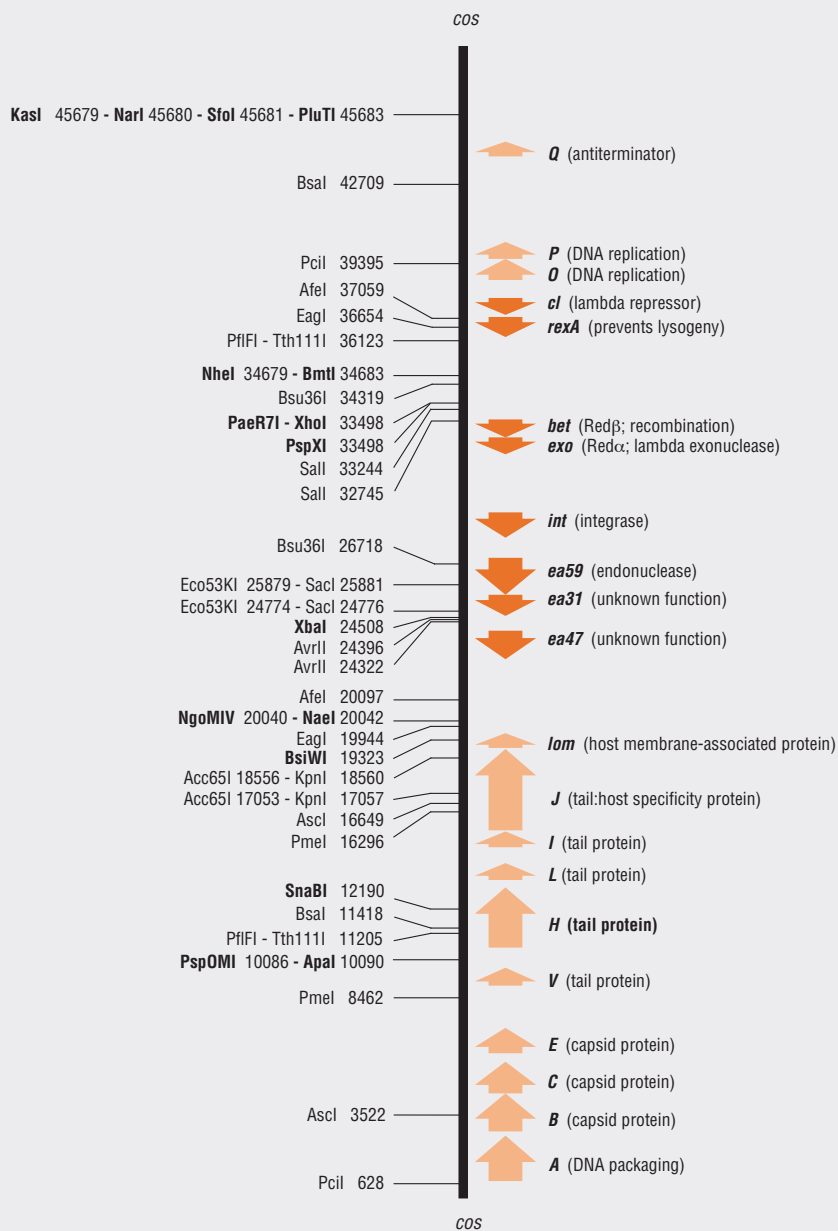 cos
KasI 45679 - NarI 45680 - SfoI 45681 - PluTI 45683
BsaI 42709
PciI 39395
AfeI 37059
EagI 36654
PflFI - Tth111I 36123
NheI 34679 - BmtI 34683
Bsu36I 34319
PaeR7I - XhoI 33498
PspXI 33498
SalI 33244
SalI 32745
Bsu36I 26718
Eco53KI 25879 - SacI 25881
Eco53KI 24774 - SacI 24776
XbaI 24508
AvrII 24396
AvrII 24322
AfeI 20097
NgoMIV 20040 - NaeI 20042
EagI 19944
BsiWI 19323
Acc65I 18556 - KpnI 18560
Acc65I 17053 - KpnI 17057
AscI 16649
PmeI 16296
SnaBI 12190
BsaI 11418
PflFI - Tth111I 11205
PspOMI 10086 - ApaI 10090
PmeI 8462
AscI 3522
PciI 628
Q (antiterminator)
P (DNA replication)
O (DNA replication)
cI (lambda repressor)
rexA (prevents lysogeny)
bet (Redβ; recombination)
exo (Redα; lambda exonuclease)
int (integrase)
ea59 (endonuclease)
ea31 (unknown function)
ea47 (unknown function)
lom (host membrane-associated protein)
J (tail:host specificity protein)
I (tail protein)
L (tail protein)
H (tail protein)
V (tail protein)
E (capsid protein)
C (capsid protein)
B (capsid protein)
A (DNA packaging)
cos